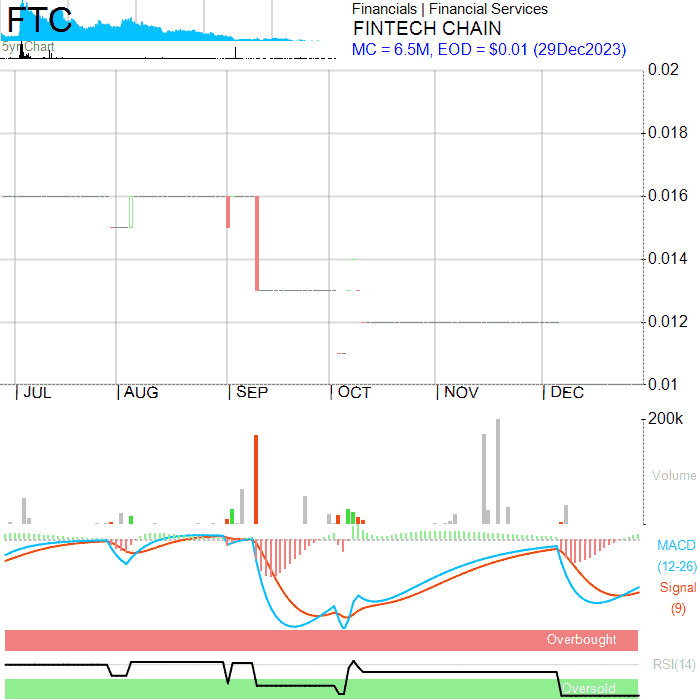 FTC
5yr Chart
Financials | Financial Services
FINTECH CHAIN
MC = 6.5M, EOD = $0.01 (29Dec2023)
0.02
0.018
0.016
0.014
0.012
0.01
JUL AUG SEP OCT NOV DEC
200k
Volume
MACD
(12-26)
Signal
(9)
Overbought
RSI(14)
Oversold